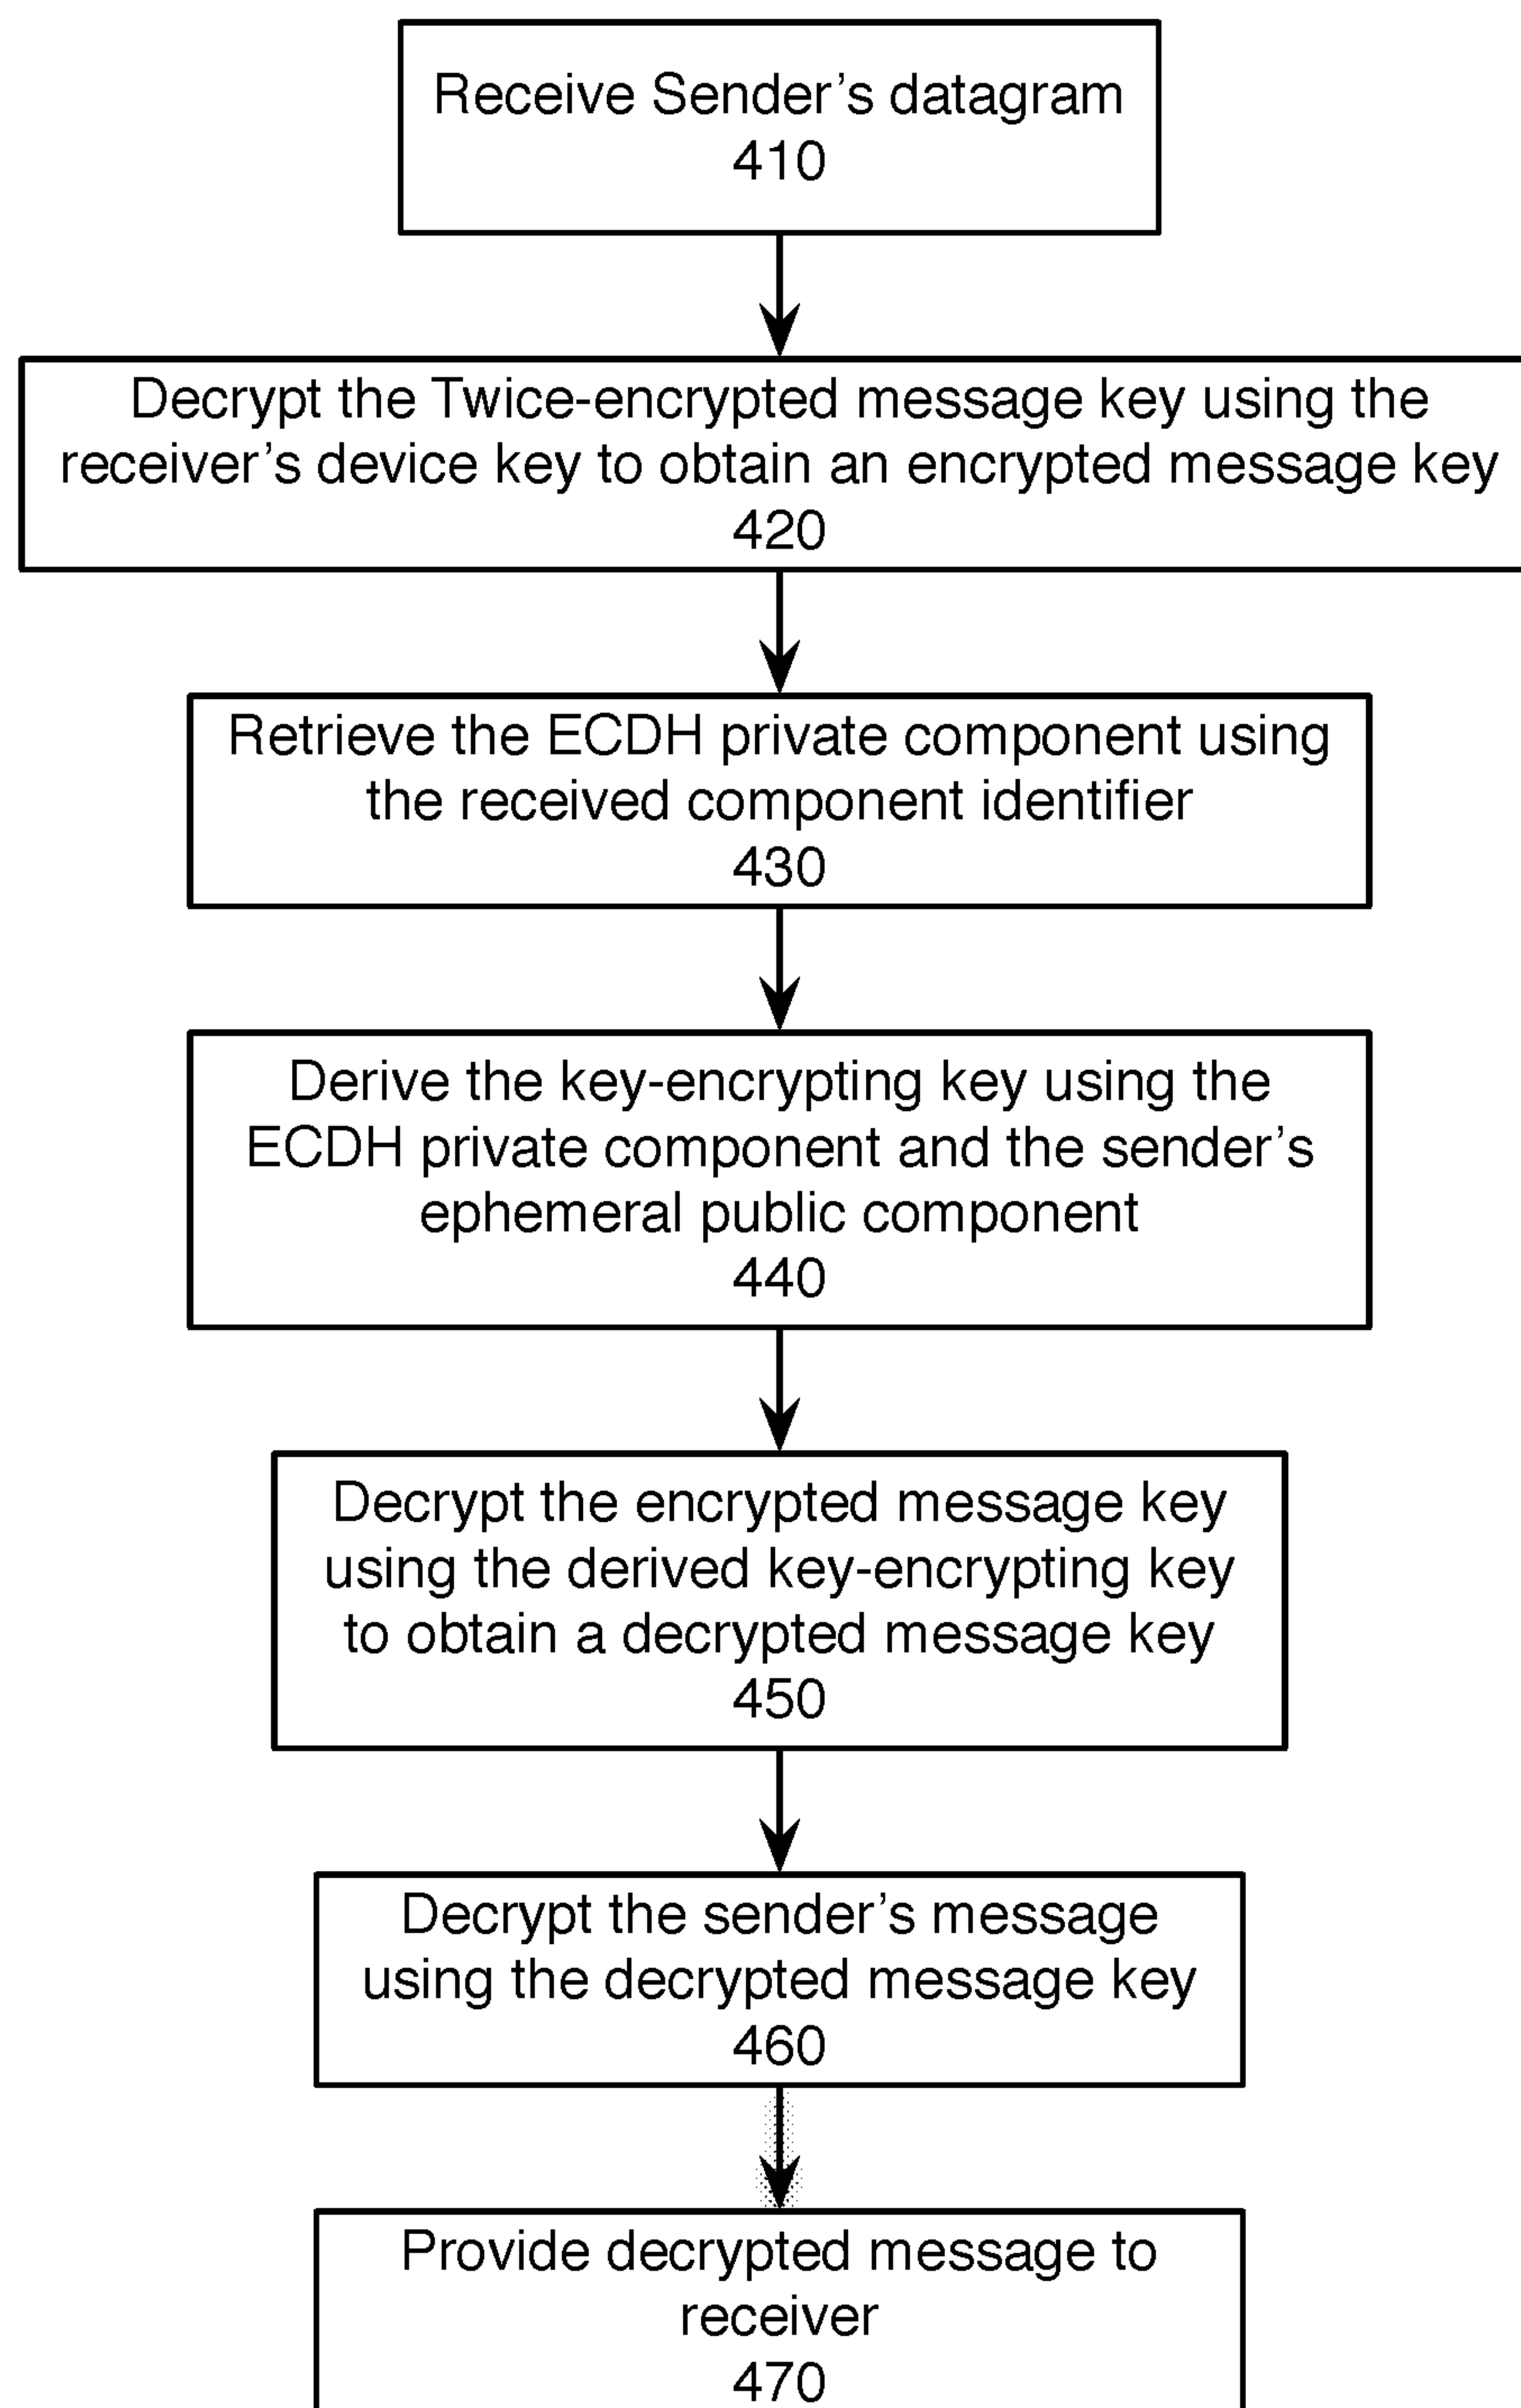 Receive Sender’s datagram
410
Decrypt the Twice-encrypted message key using the
receiver’s device key to obtain an encrypted message key
420
Retrieve the ECDH private component using
the received component identifier
430
Derive the key-encrypting key using the
ECDH private component and the sender’s
ephemeral public component
440
Decrypt the encrypted message key
using the derived key-encrypting key
to obtain a decrypted message key
450
Decrypt the sender’s message
using the decrypted message key
460
Provide decrypted message to
receiver
470